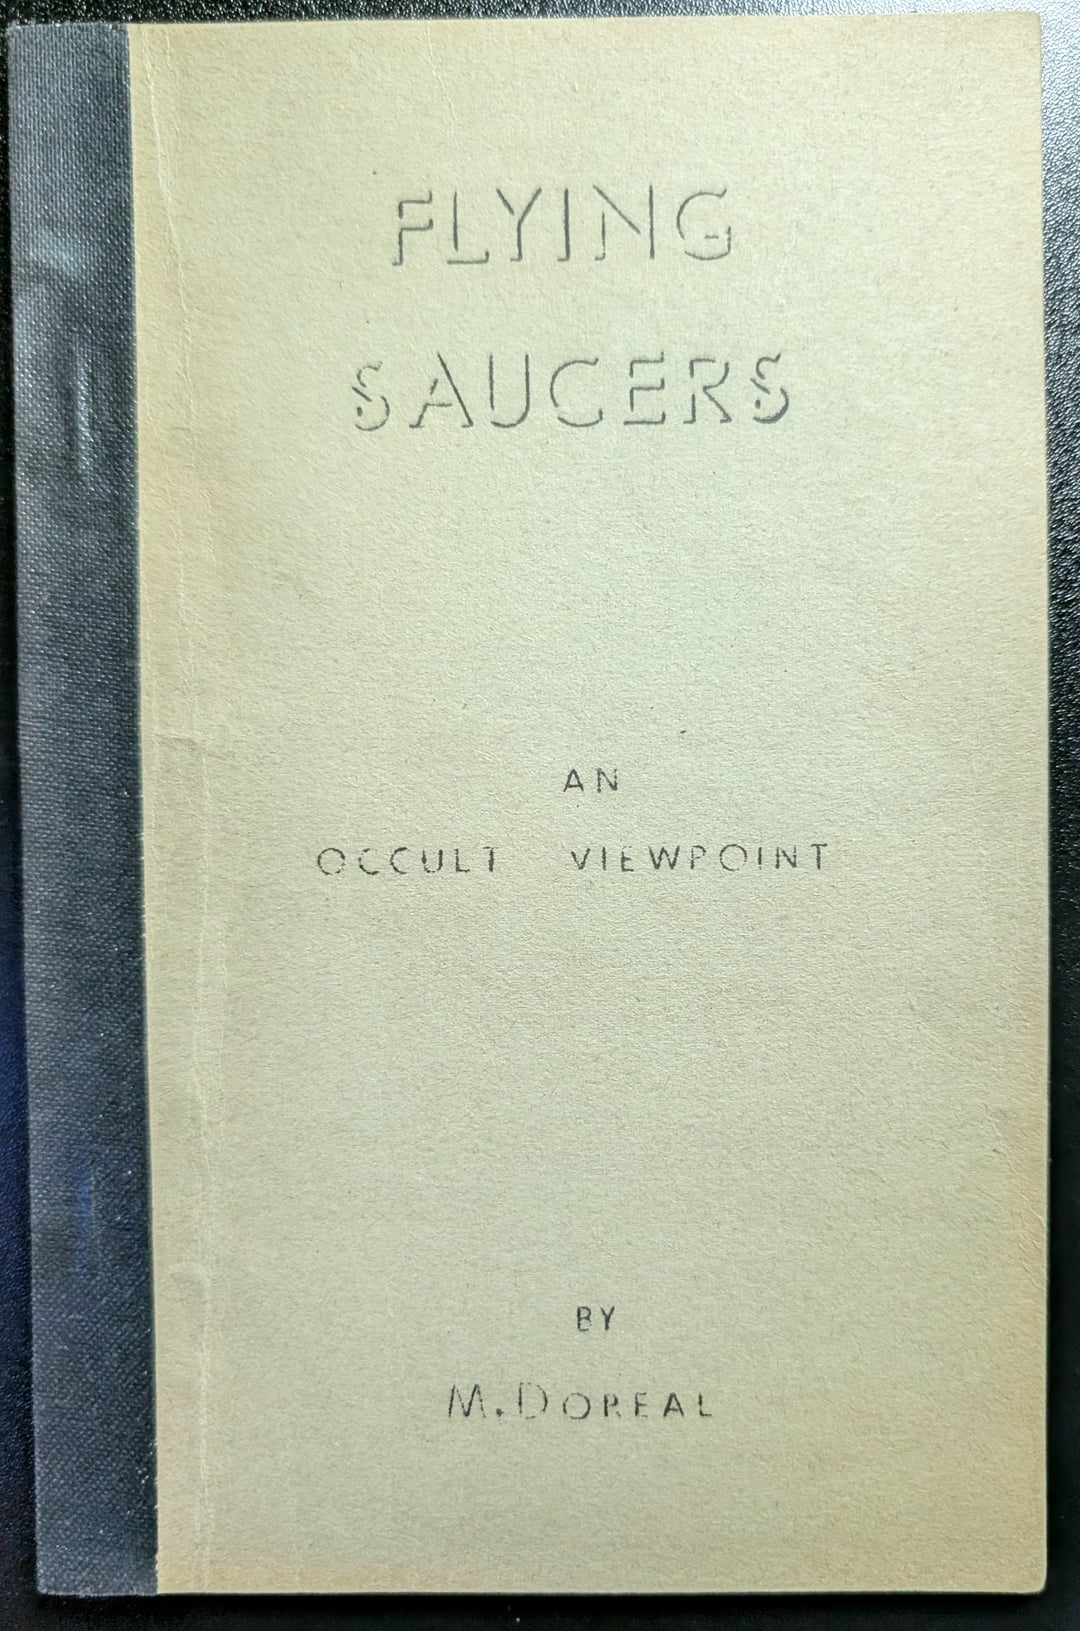 FLYING
SAUCERS
AN
OCCULT VIEWPOINT
BY
M. DOREAL